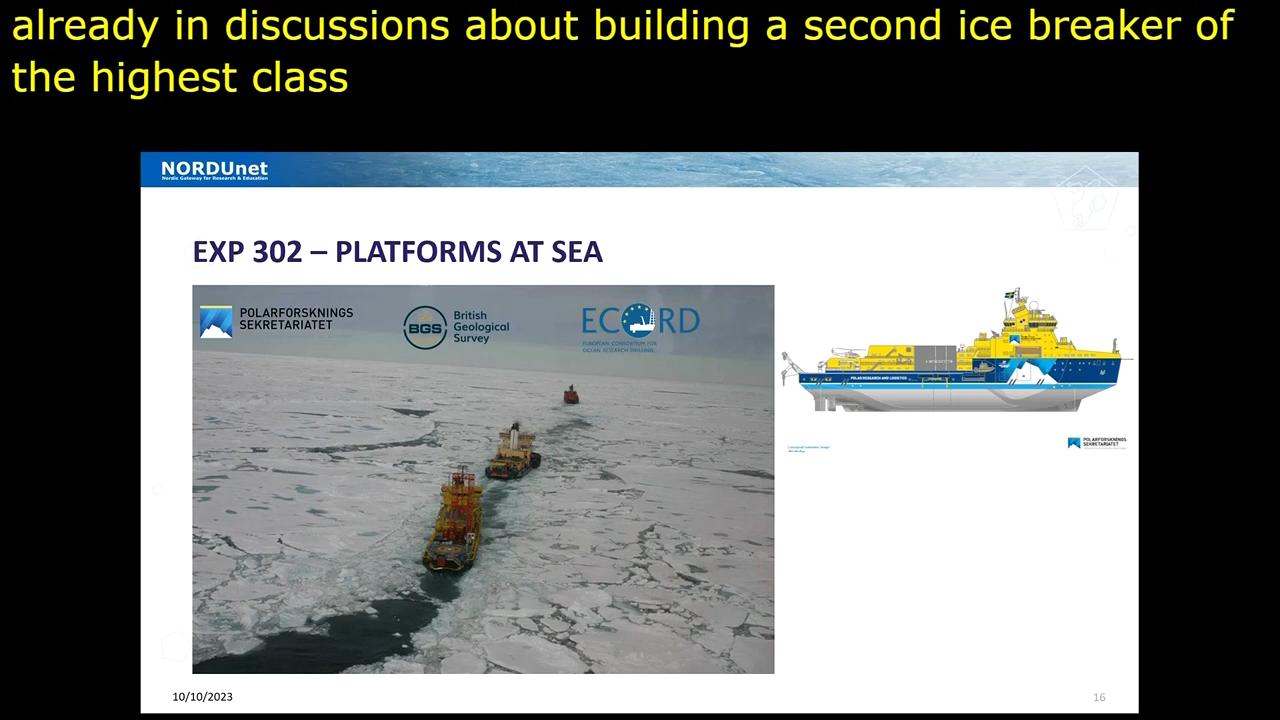 already in discussions about building a second ice breaker of
the highest class
NORDUnet
Nordic Gateway for Research & Education
EXP 302 – PLATFORMS AT SEA
POLARFORSKNINGS
SEKRETARIATET
BGS
British
Geological
Survey
ECORD
EUROPEAN CONSORTIUM FOR
OCEAN RESEARCH DRILLING
POLAR RESEARCH AND LOGISTICS
POLARFORSKNINGS
SEKRETARIATET
10/10/2023
16